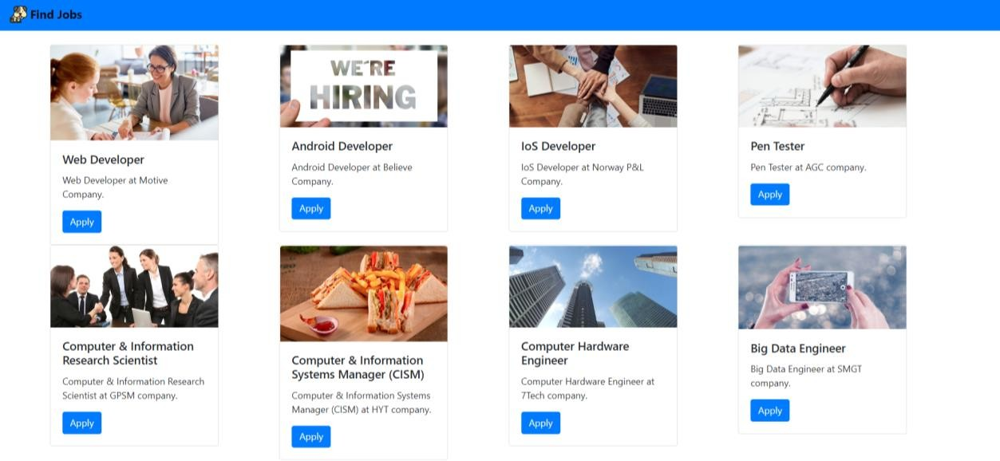 Find Jobs
WE'RE
HIRING
Web Developer
Web Developer at Motive
Company.
Apply
Android Developer
Android Developer at Believe
Company.
Apply
IoS Developer
IoS Developer at Norway P&L
Company.
Apply
Pen Tester
Pen Tester at AGC company.
Apply
Computer & Information
Research Scientist
Computer & Information Research
Scientist at GPSM company.
Apply
Computer & Information
Systems Manager (CISM)
Computer & Information Systems
Manager (CISM) at HYT company.
Apply
Computer Hardware
Engineer
Computer Hardware Engineer at
7Tech company.
Apply
Big Data Engineer
Big Data Engineer at SMGT
company.
Apply